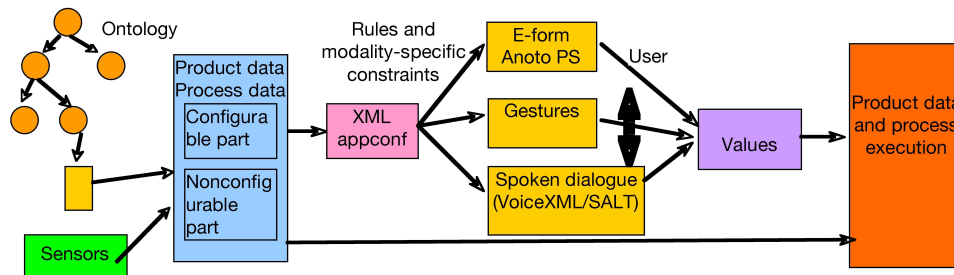 Ontology
Product data
Process data
Configura
ble part
Nonconfig
urable
part
Sensors
Rules and
modality-specific
constraints
XML
appconf
E-form
Anoto PS
Gestures
Spoken dialogue
(VoiceXML/SALT)
User
Values
Product data
and process
execution